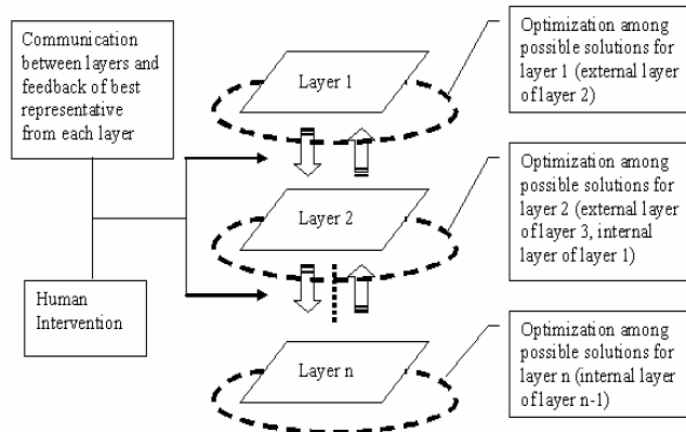 Communication
between layers and
feedback of best
representative
from each layer
Human
Intervention
Layer 1
Layer 2
Layer n
Optimization among
possible solutions for
layer 1 (external layer
of layer 2)
Optimization among
possible solutions for
layer 2 (external layer
of layer 3, internal
layer of layer 1)
Optimization among
possible solutions for
layer n (internal layer
of layer n-1)